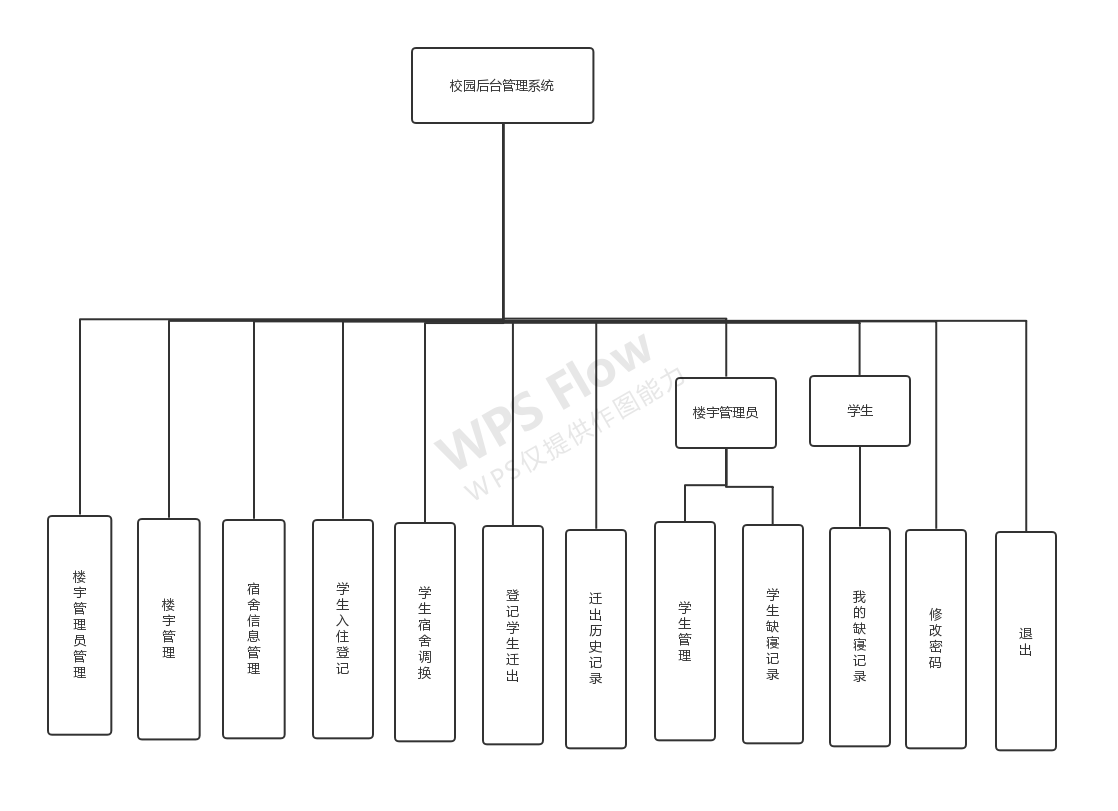 校园后台管理系统
WPS Flow
WPS仅提供作图能力
楼宇管理员
学生
楼宇管理员管理
楼宇管理
宿舍信息管理
学生入住登记
学生宿舍调换
登记学生迁出
迁出历史记录
学生管理
学生缺寝记录
我的缺寝记录
修改密码
退出